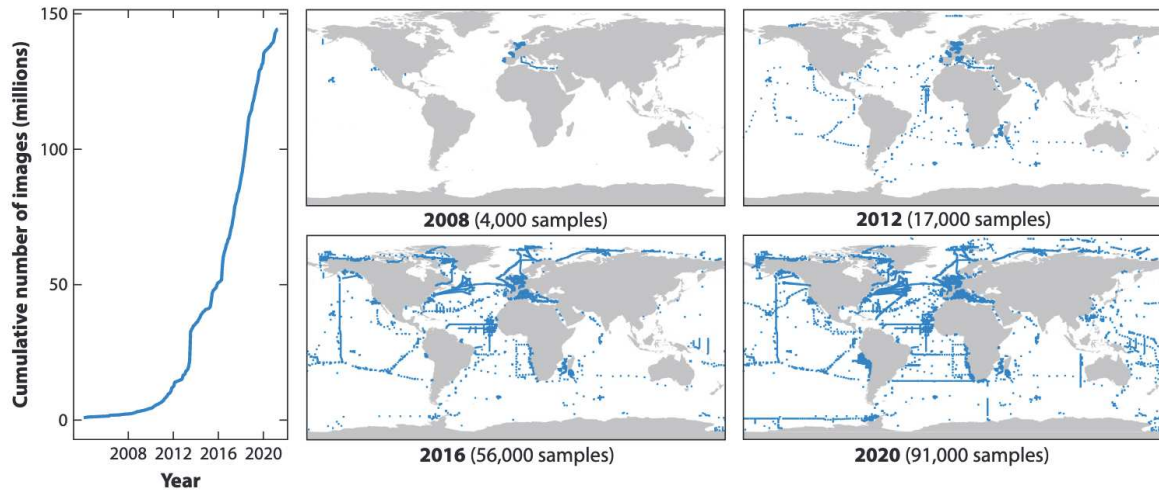 Cumulative number of images (millions)
150
100
50
0
2008 2012 2016 2020
Year
2008 (4,000 samples)
2012 (17,000 samples)
2016 (56,000 samples)
2020 (91,000 samples)